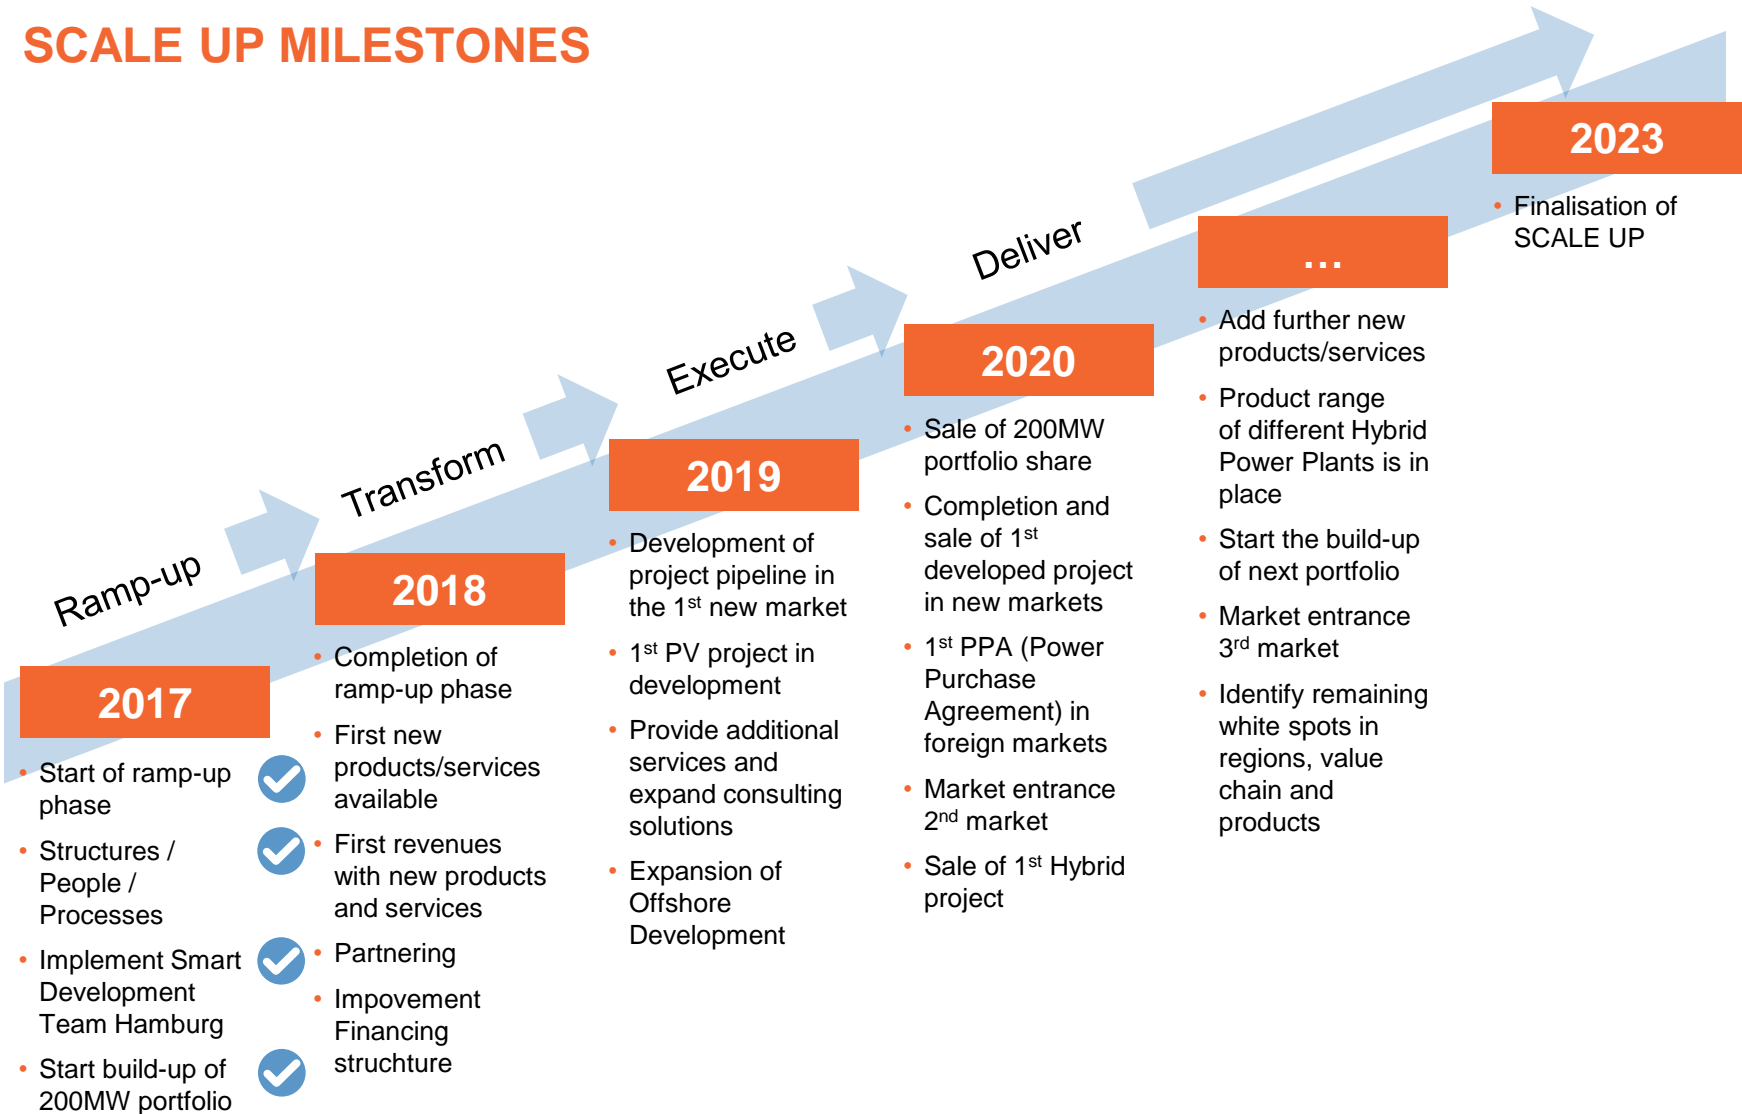 SCALE UP MILESTONES
Ramp-up
Transform
Execute
Deliver
2017
• Start of ramp-up
phase
• Structures /
People /
Processes
• Implement Smart
Development
Team Hamburg
• Start build-up of
200MW portfolio
2018
• Completion of
ramp-up phase
• First new
products/services
available
• First revenues
with new products
and services
• Partnering
• Impovement
Financing
struchture
2019
• Development of
project pipeline in
the 1st new market
• 1st PV project in
development
• Provide additional
services and
expand consulting
solutions
• Expansion of
Offshore
Development
2020
• Sale of 200MW
portfolio share
• Completion and
sale of 1st
developed project
in new markets
• 1st PPA (Power
Purchase
Agreement) in
foreign markets
• Market entrance
2nd market
• Sale of 1st Hybrid
project
...
• Add further new
products/services
• Product range
of different Hybrid
Power Plants is in
place
• Start the build-up
of next portfolio
• Market entrance
3rd market
• Identify remaining
white spots in
regions, value
chain and
products
2023
• Finalisation of
SCALE UP